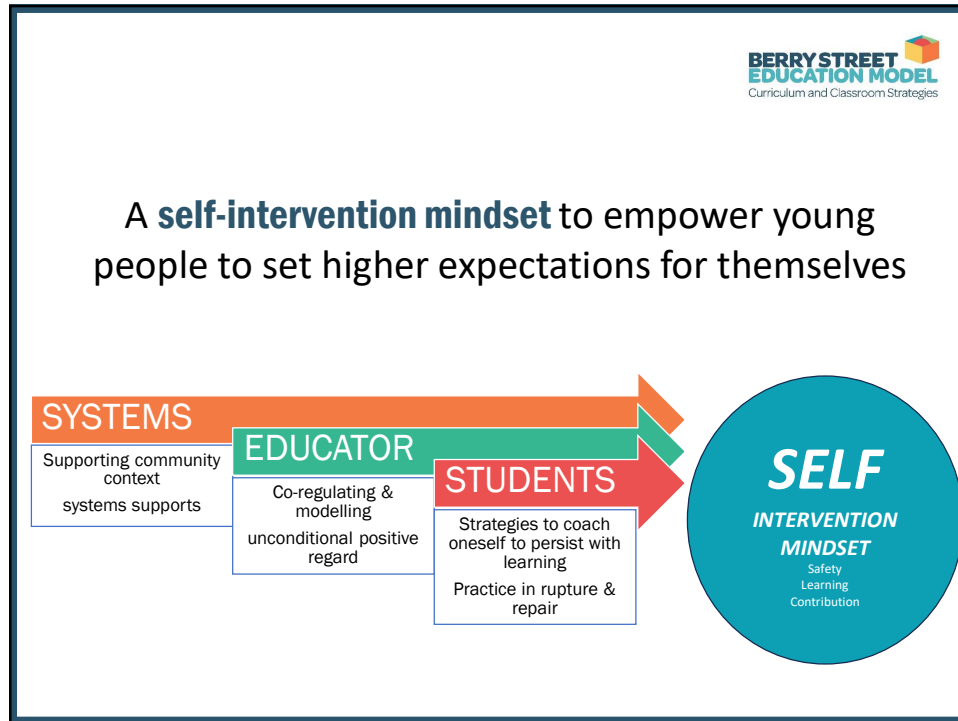 BERRY STREET
EDUCATION MODEL
Curriculum and Classroom Strategies
A self-intervention mindset to empower young
people to set higher expectations for themselves
SYSTEMS
Supporting community
context
systems supports
EDUCATOR
Co-regulating &
modelling
unconditional positive
regard
STUDENTS
Strategies to coach
oneself to persist with
learning
Practice in rupture &
repair
SELF
INTERVENTION
MINDSET
Safety
Learning
Contribution